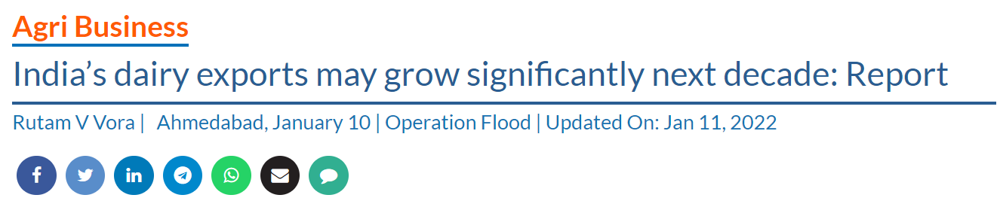 Agri Business
India’s dairy exports may grow significantly next decade: Report
Rutam V Vora | Ahmedabad, January 10 | Operation Flood | Updated On: Jan 11, 2022